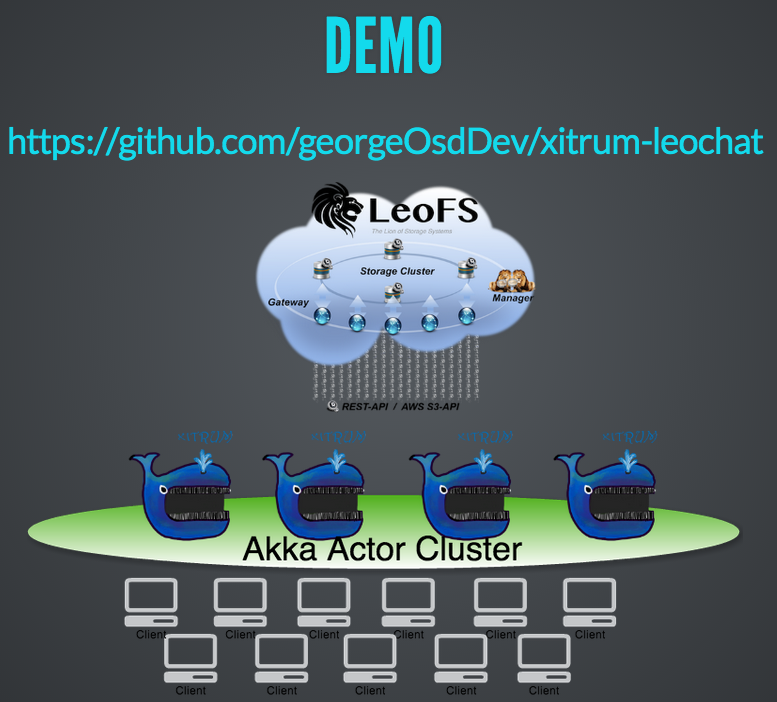 DEMO
https://github.com/georgeOsdDev/xitrum-leochat
LeoFS
The Lion of Storage Systems
Storage Cluster
Gateway
Manager
REST-API / AWS S3-API
XITRUM XITRUM XITRUM XITRUM
Akka Actor Cluster
Client Client Client Client Client Client
Client Client Client Client Client